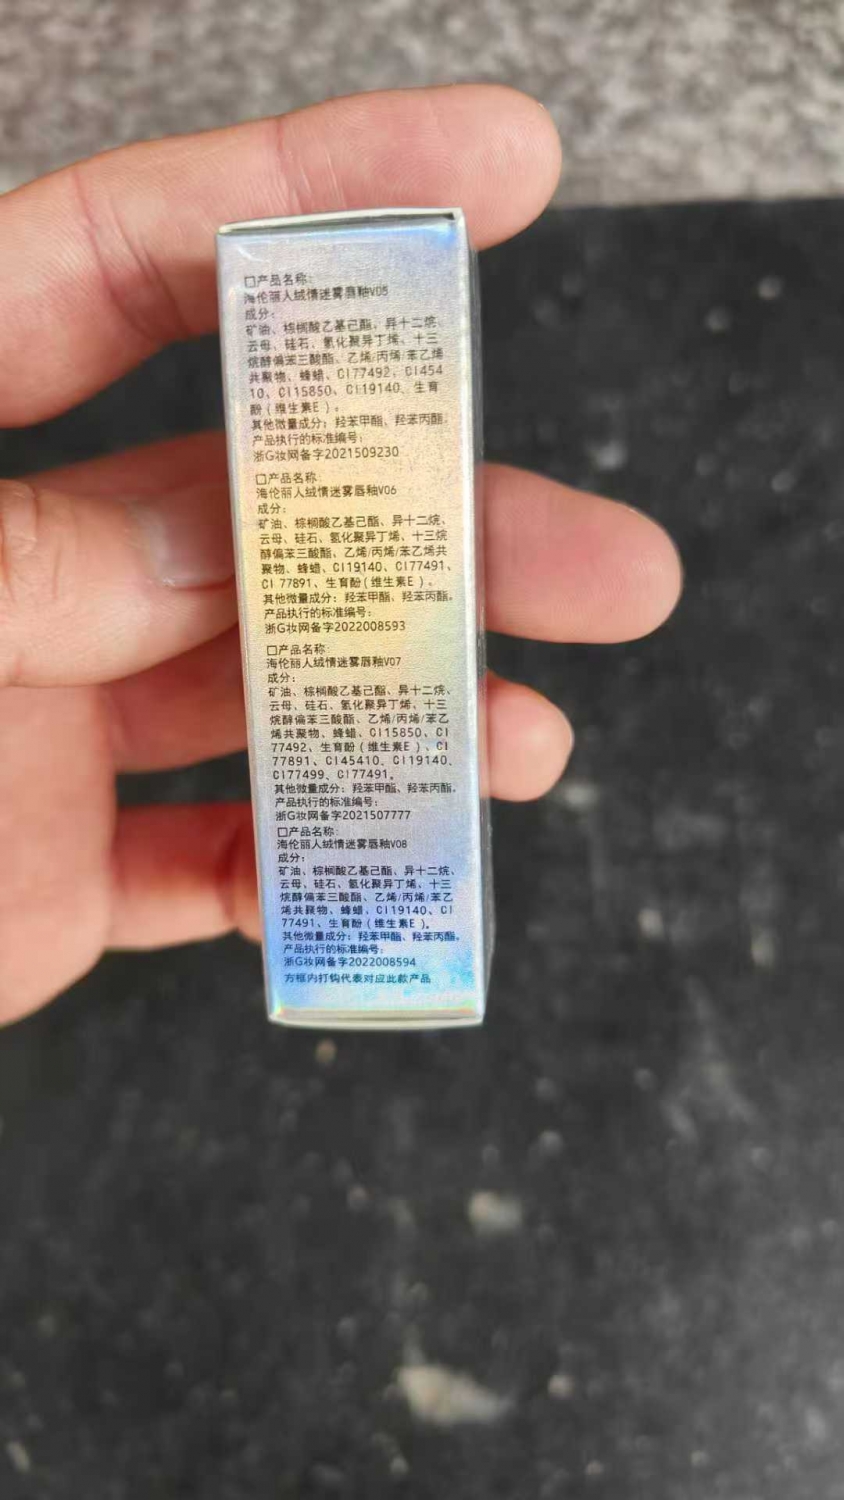 □产品名称：
海伦丽人绒情迷雾唇釉V05
成分：
矿油、棕榈酸乙基己酯、异十二烷、
云母、硅石、氢化聚异丁烯、十三
烷醇偏苯三酸酯、乙烯/丙烯/苯乙烯
共聚物、蜂蜡、CI77492、CI454
10、CI15850、CI19140、生育
酚（维生素E）。
其他微量成分：羟苯甲酯、羟苯丙酯。
产品执行的标准编号：
浙G妆网备字2021509230
□产品名称：
海伦丽人绒情迷雾唇釉V06
成分：
矿油、棕榈酸乙基己酯、异十二烷、
云母、硅石、氢化聚异丁烯、十三烷
醇偏苯三酸酯、乙烯/丙烯/苯乙烯共
聚物、蜂蜡、CI19140、CI77491、
CI 77891、生育酚（维生素E）。
其他微量成分：羟苯甲酯、羟苯丙酯。
产品执行的标准编号：
浙G妆网备字2022008593
□产品名称：
海伦丽人绒情迷雾唇釉V07
成分：
矿油、棕榈酸乙基己酯、异十二烷、
云母、硅石、氢化聚异丁烯、十三
烷醇偏苯三酸酯、乙烯/丙烯/苯乙
烯共聚物、蜂蜡、CI15850、CI
77492、生育酚（维生素E）、CI
77891、CI45410、CI19140、
CI77499、CI77491。
其他微量成分：羟苯甲酯、羟苯丙酯。
产品执行的标准编号：
浙G妆网备字2021507777
□产品名称：
海伦丽人绒情迷雾唇釉V08
成分：
矿油、棕榈酸乙基己酯、异十二烷、
云母、硅石、氢化聚异丁烯、十三
烷醇偏苯三酸酯、乙烯/丙烯/苯乙
烯共聚物、蜂蜡、CI19140、CI
77491、生育酚（维生素E）。
其他微量成分：羟苯甲酯、羟苯丙酯。
产品执行的标准编号：
浙G妆网备字2022008594
方框内打钩代表对应此款产品